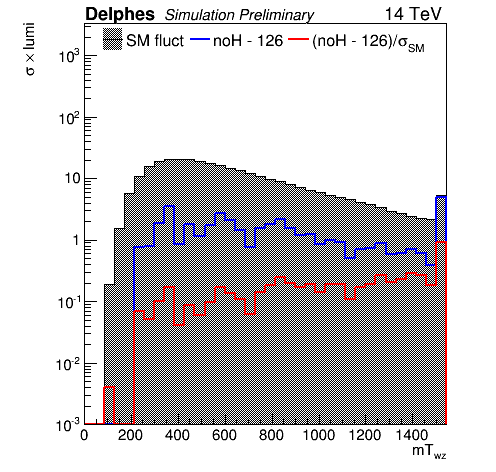 Delphes Simulation Preliminary 14 TeV
σ × lumi
SM fluct noH - 126 (noH - 126)/σSM
10³
10²
10
1
10⁻¹
10⁻²
10⁻³
0 200 400 600 800 1000 1200 1400
mTwz